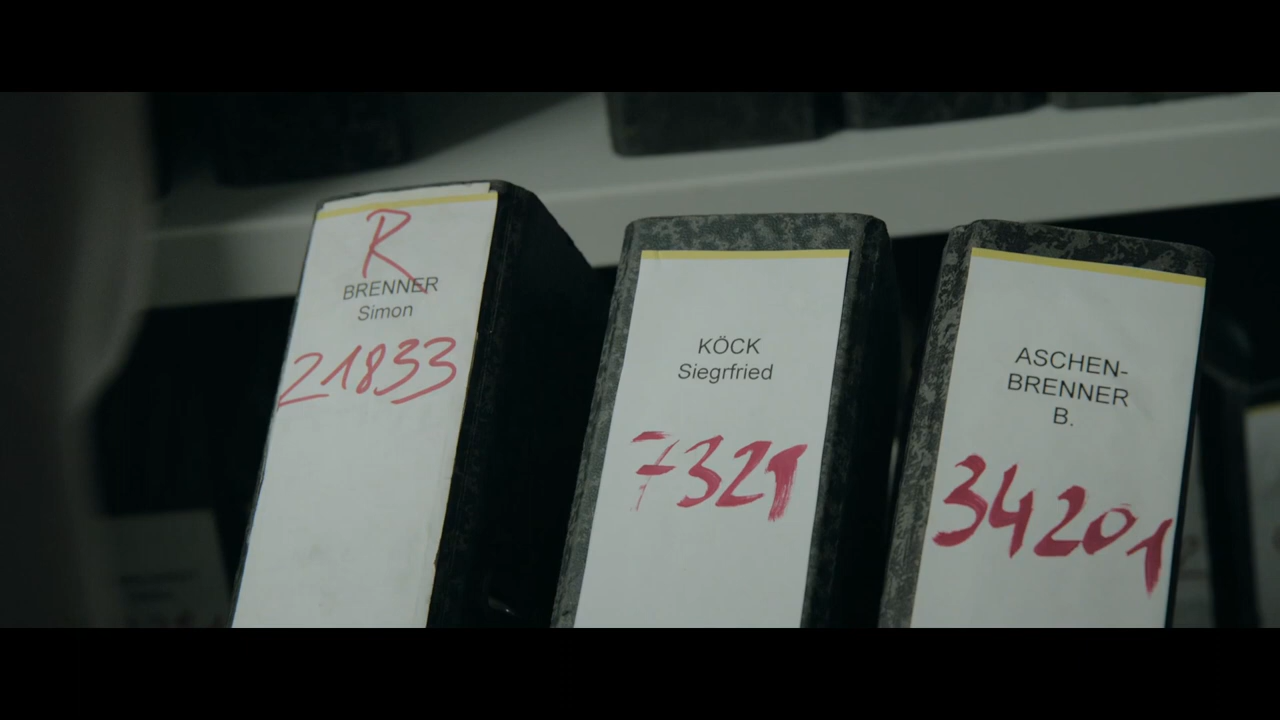 R
BRENNER
Simon
21833
KÖCK
Siegrfried
7321
ASCHEN-
BRENNER
B.
34201